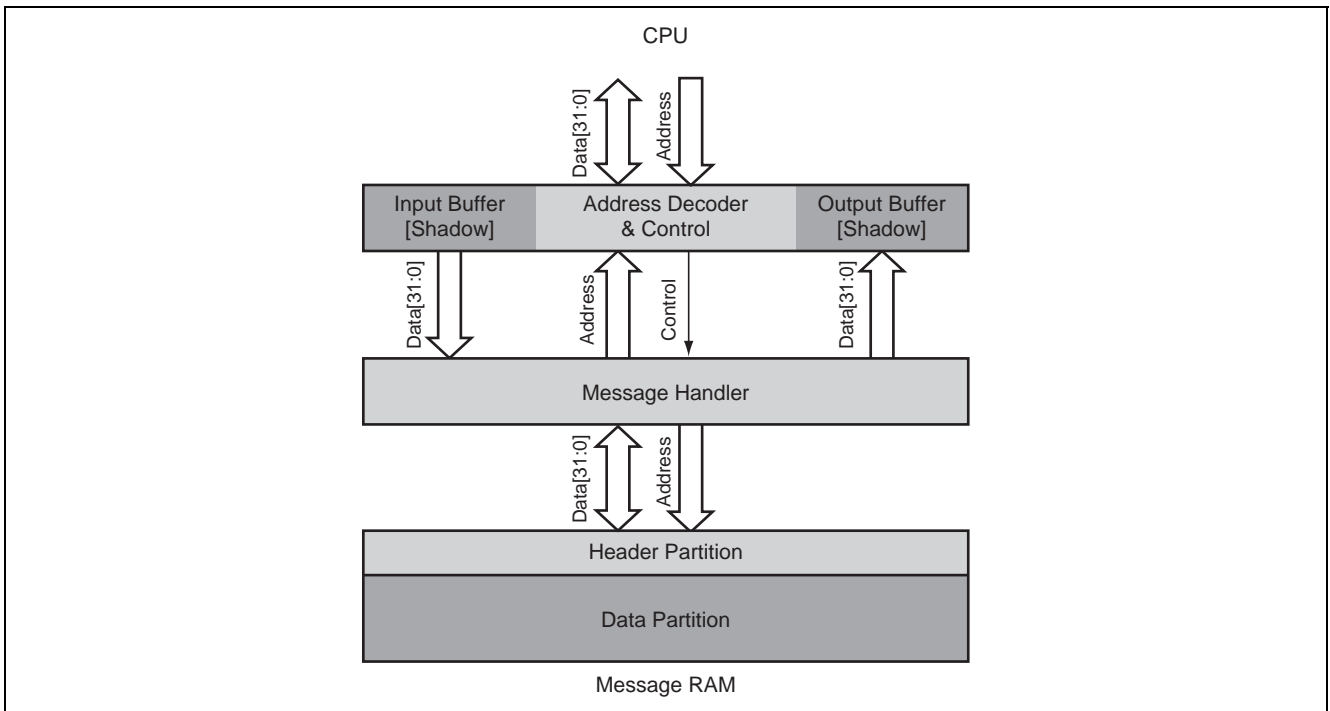 CPU
Data[31:0]
Address
Input Buffer
[Shadow]
Address Decoder
& Control
Output Buffer
[Shadow]
Data[31:0]
Address
Control
Data[31:0]
Message Handler
Data[31:0]
Address
Header Partition
Data Partition
Message RAM